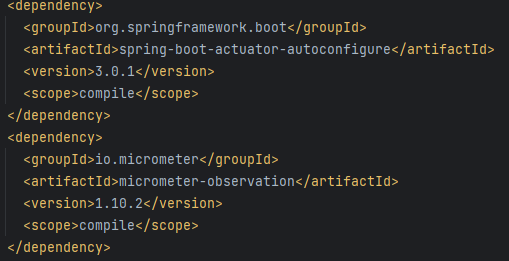 <dependency>
<groupId>org.springframework.boot</groupId>
<artifactId>spring-boot-actuator-autoconfigure</artifactId>
<version>3.0.1</version>
<scope>compile</scope>
</dependency>
<dependency>
<groupId>io.micrometer</groupId>
<artifactId>micrometer-observation</artifactId>
<version>1.10.2</version>
<scope>compile</scope>
</dependency>